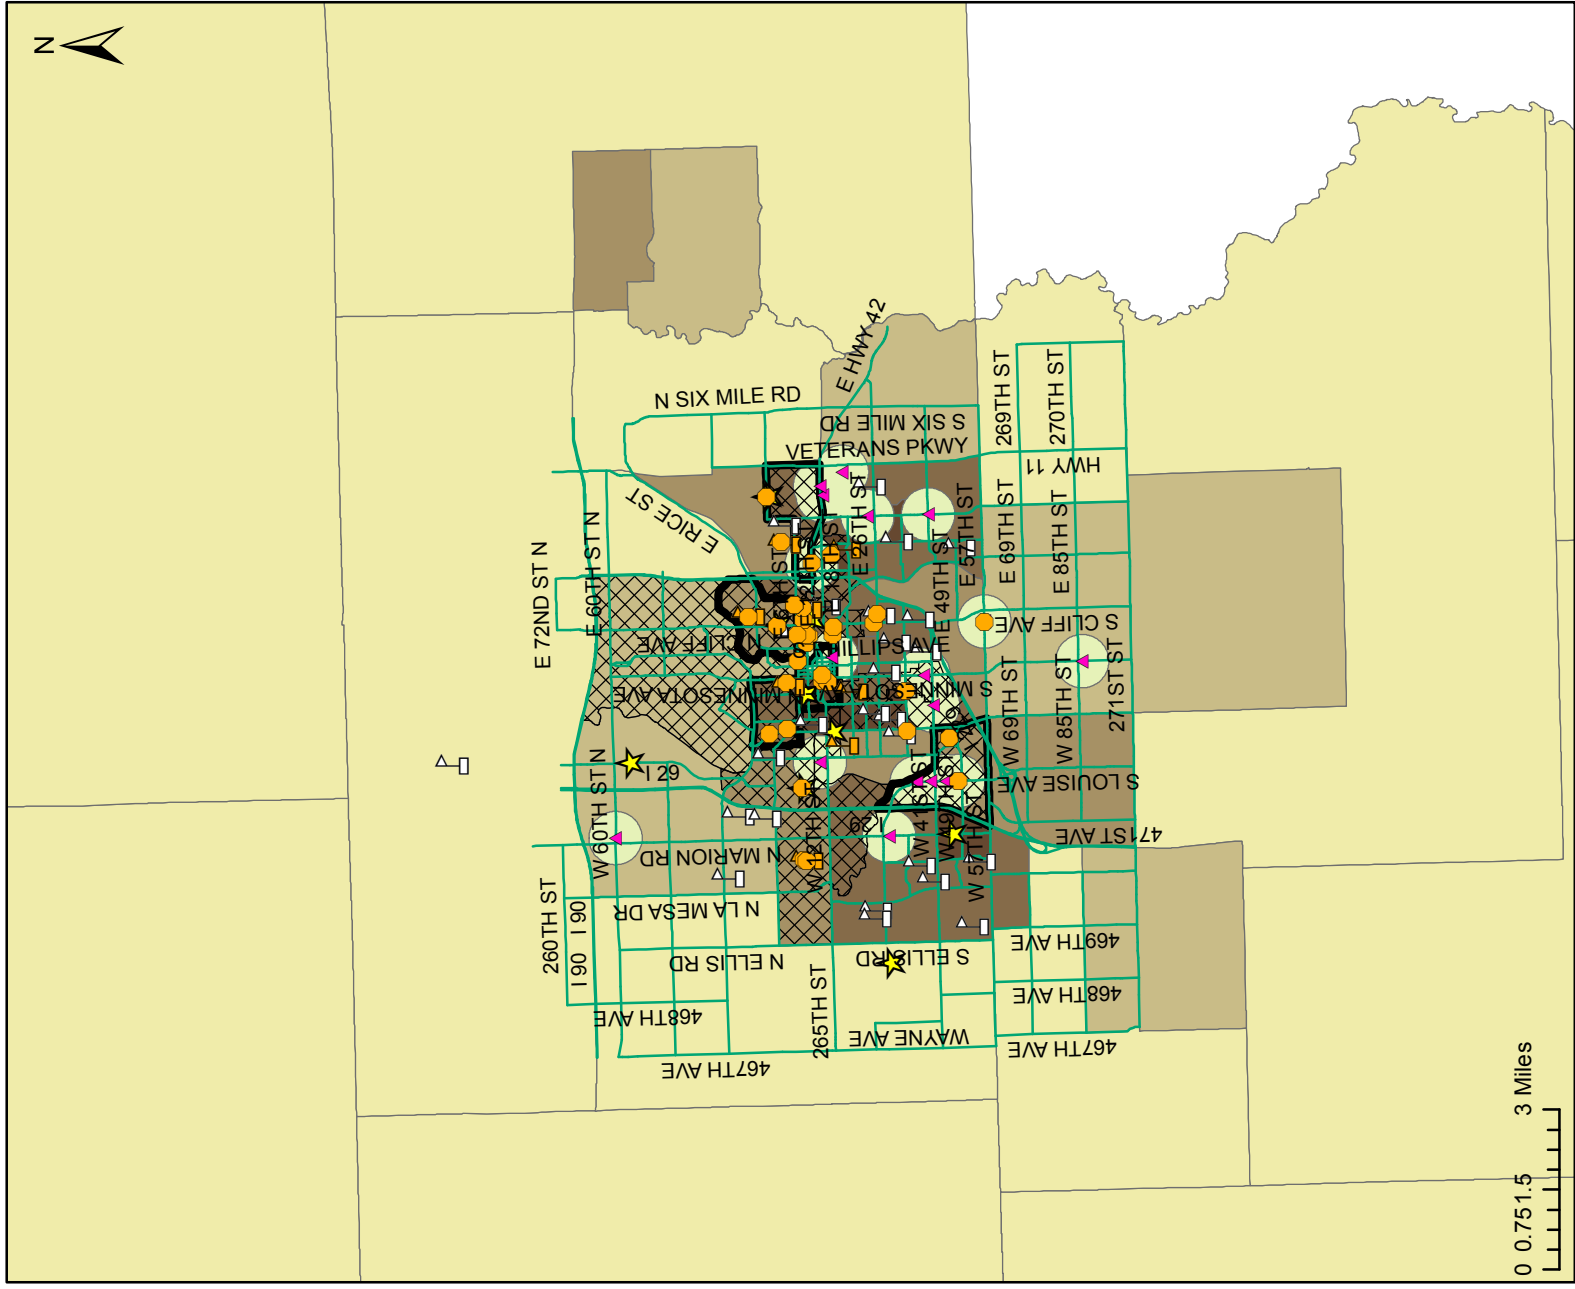 N
N SIX MILE RD
E HWY 42
S SIX MILE RD
VETERANS PKWY
269TH ST
270TH ST
HWY 11
E RICE ST
E 60TH ST N
E 72ND ST N
E 26TH ST
E 49TH ST
E 57TH ST
E 69TH ST
E 85TH ST
S CLIFF AVE
N CLIFF AVE
S PHILLIPS AVE
N MINNESOTA AVE
S MINNESOTA AVE
W 69TH ST
W 85TH ST
271ST ST
I 29
W 60TH ST N
S LOUISE AVE
471ST AVE
W 41ST ST
W 49TH ST
W 57TH ST
I 29
W 12TH ST
N MARION RD
N LA MESA DR
260TH ST
I 90
I 90
N ELLIS RD
S ELLIS RD
469TH AVE
468TH AVE
468TH AVE
265TH ST
WAYNE AVE
467TH AVE
467TH AVE
0 0.75 1.5 3 Miles